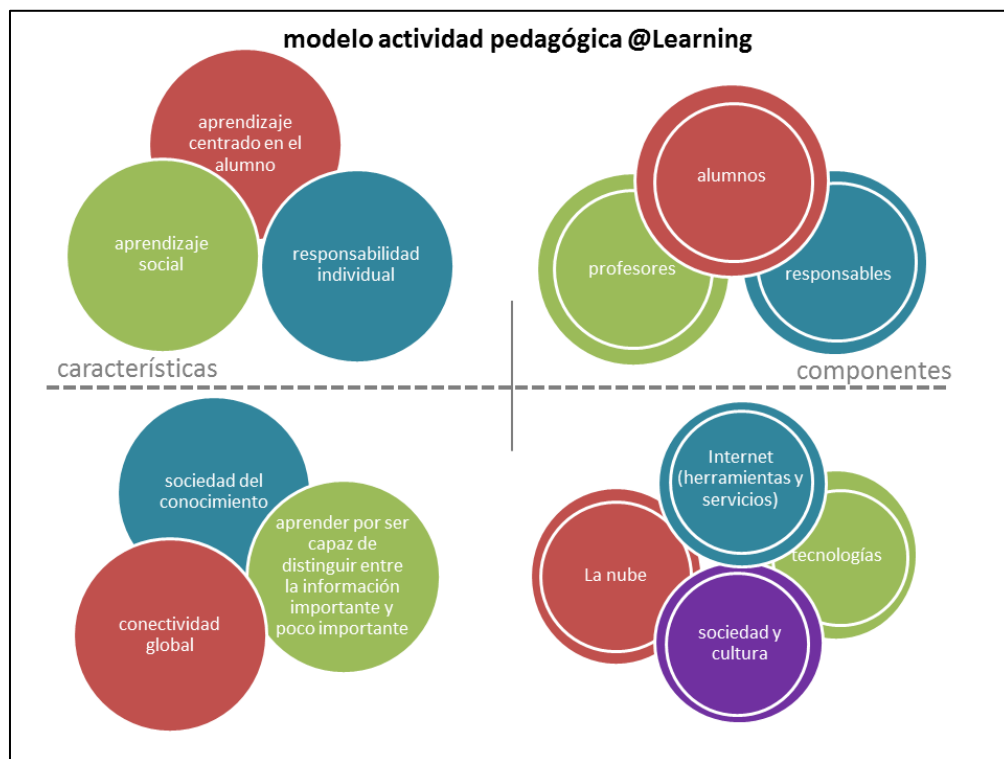 modelo actividad pedagógica @Learning
aprendizaje
centrado en el
alumno
aprendizaje
social
responsabilidad
individual
alumnos
profesores
responsables
características
componentes
sociedad del
conocimiento
aprender por ser
capaz de
distinguir entre
la información
importante y
poco importante
conectividad
global
Internet
(herramientas y
servicios)
La nube
tecnologías
sociedad y
cultura